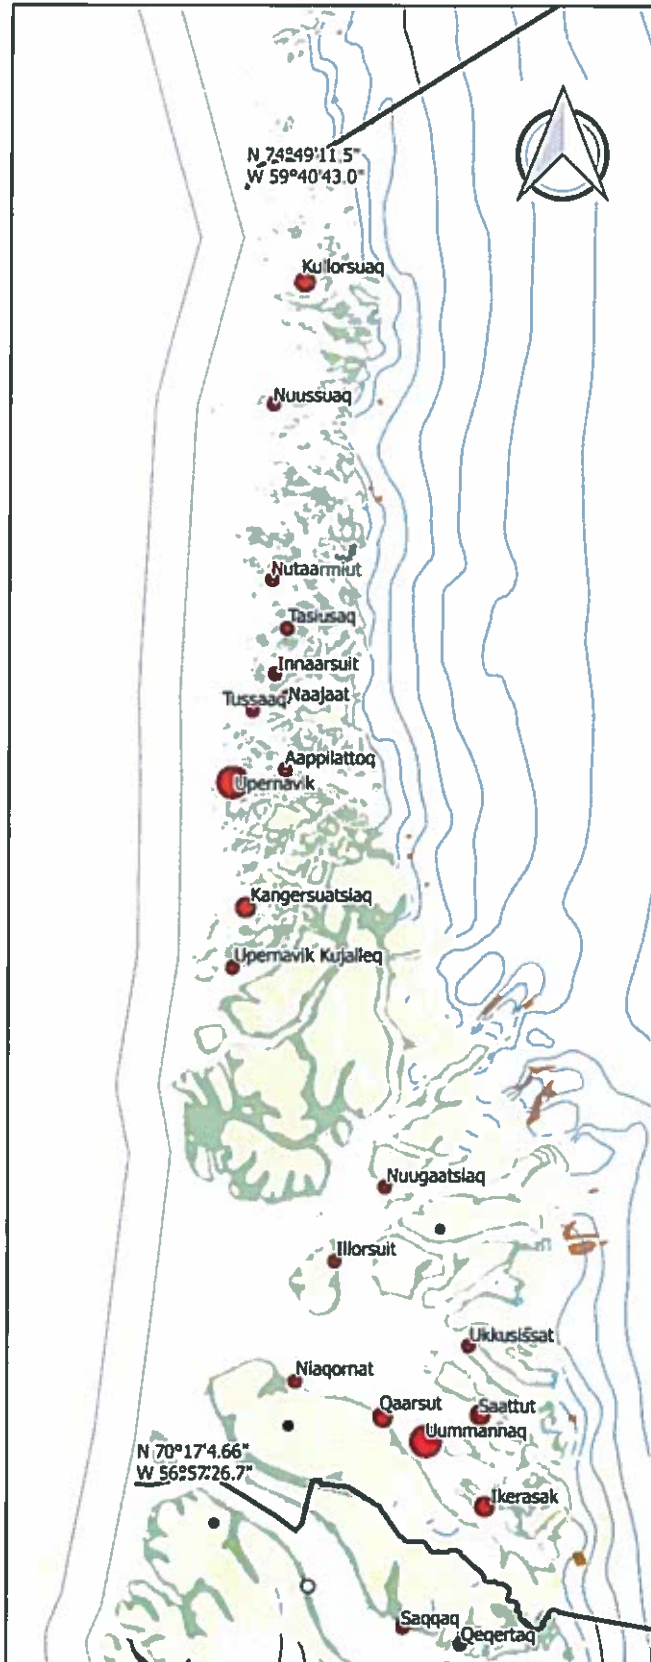 N 74°49'11.5"
W 59°40'43.0"
Kullorsuaq
Nuussuaq
Nutaarmiut
Tasiusaq
Innaarsuit
Naajaat
Tussaaq
Aappilattoq
Upernavik
Kangersuatsiaq
Upernavik Kujalleq
Nuugaatsiaq
Illorsuit
Ukkusissat
Niaqornat
Qaarsut
Saattut
Uummannaq
N 70°17'4.66"
W 56°57'26.7"
Ikerasak
Saqqaq
Qeqertaq